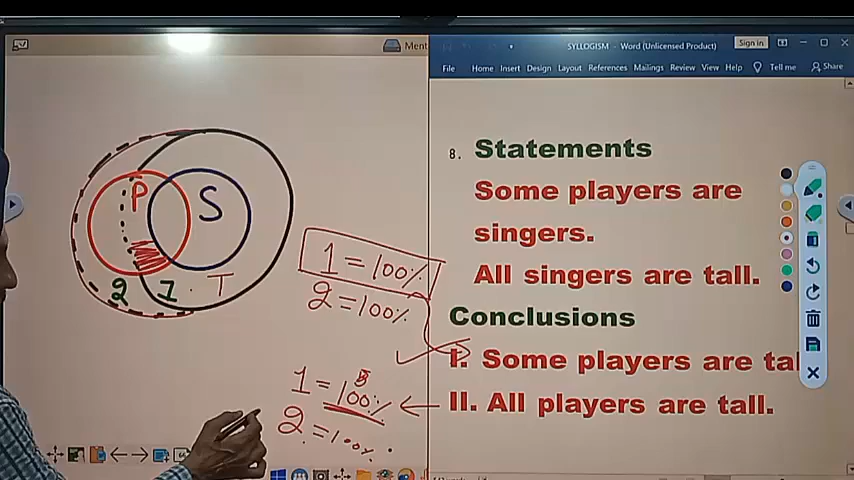 Ment
SYLLOGISM - Word (Unlicensed Product)
Sign in
File Home Insert Design Layout References Mailings Review View Help Tell me Share
8. Statements
Some players are
singers.
All singers are tall.
Conclusions
I. Some players are tal
II. All players are tall.
P
S
2 1 T
1 = 100%
2 = 100%
1 = 100%
2 = 100%